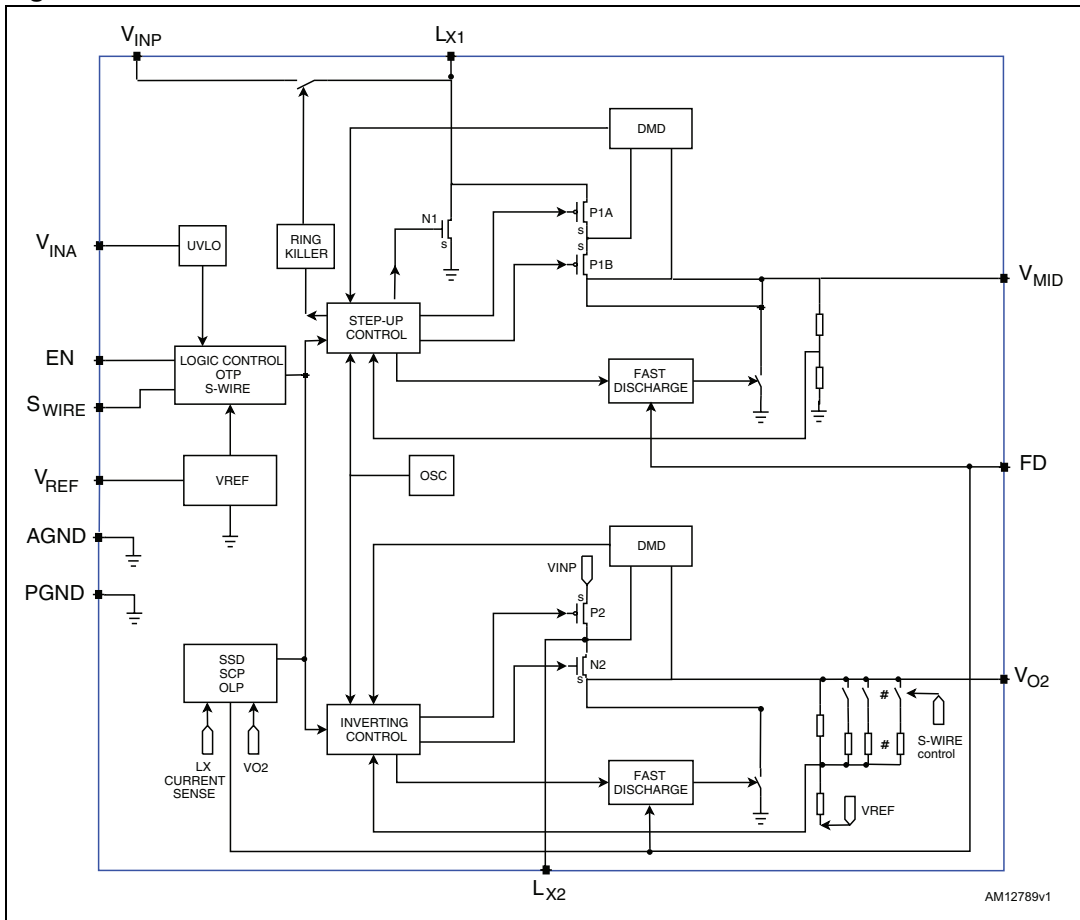 VINP
LX1
DMD
N1
S
P1A
S
S
P1B
VINA
UVLO
RING
KILLER
VMID
STEP-UP
CONTROL
EN
LOGIC CONTROL
OTP
S-WIRE
SWIRE
FAST
DISCHARGE
VREF
VREF
OSC
FD
AGND
DMD
VINP
PGND
S
P2
SSD
SCP
OLP
N2
S
VO2
#
INVERTING
CONTROL
#
S-WIRE
control
LX
CURRENT
SENSE
VO2
FAST
DISCHARGE
VREF
LX2
AM12789v1